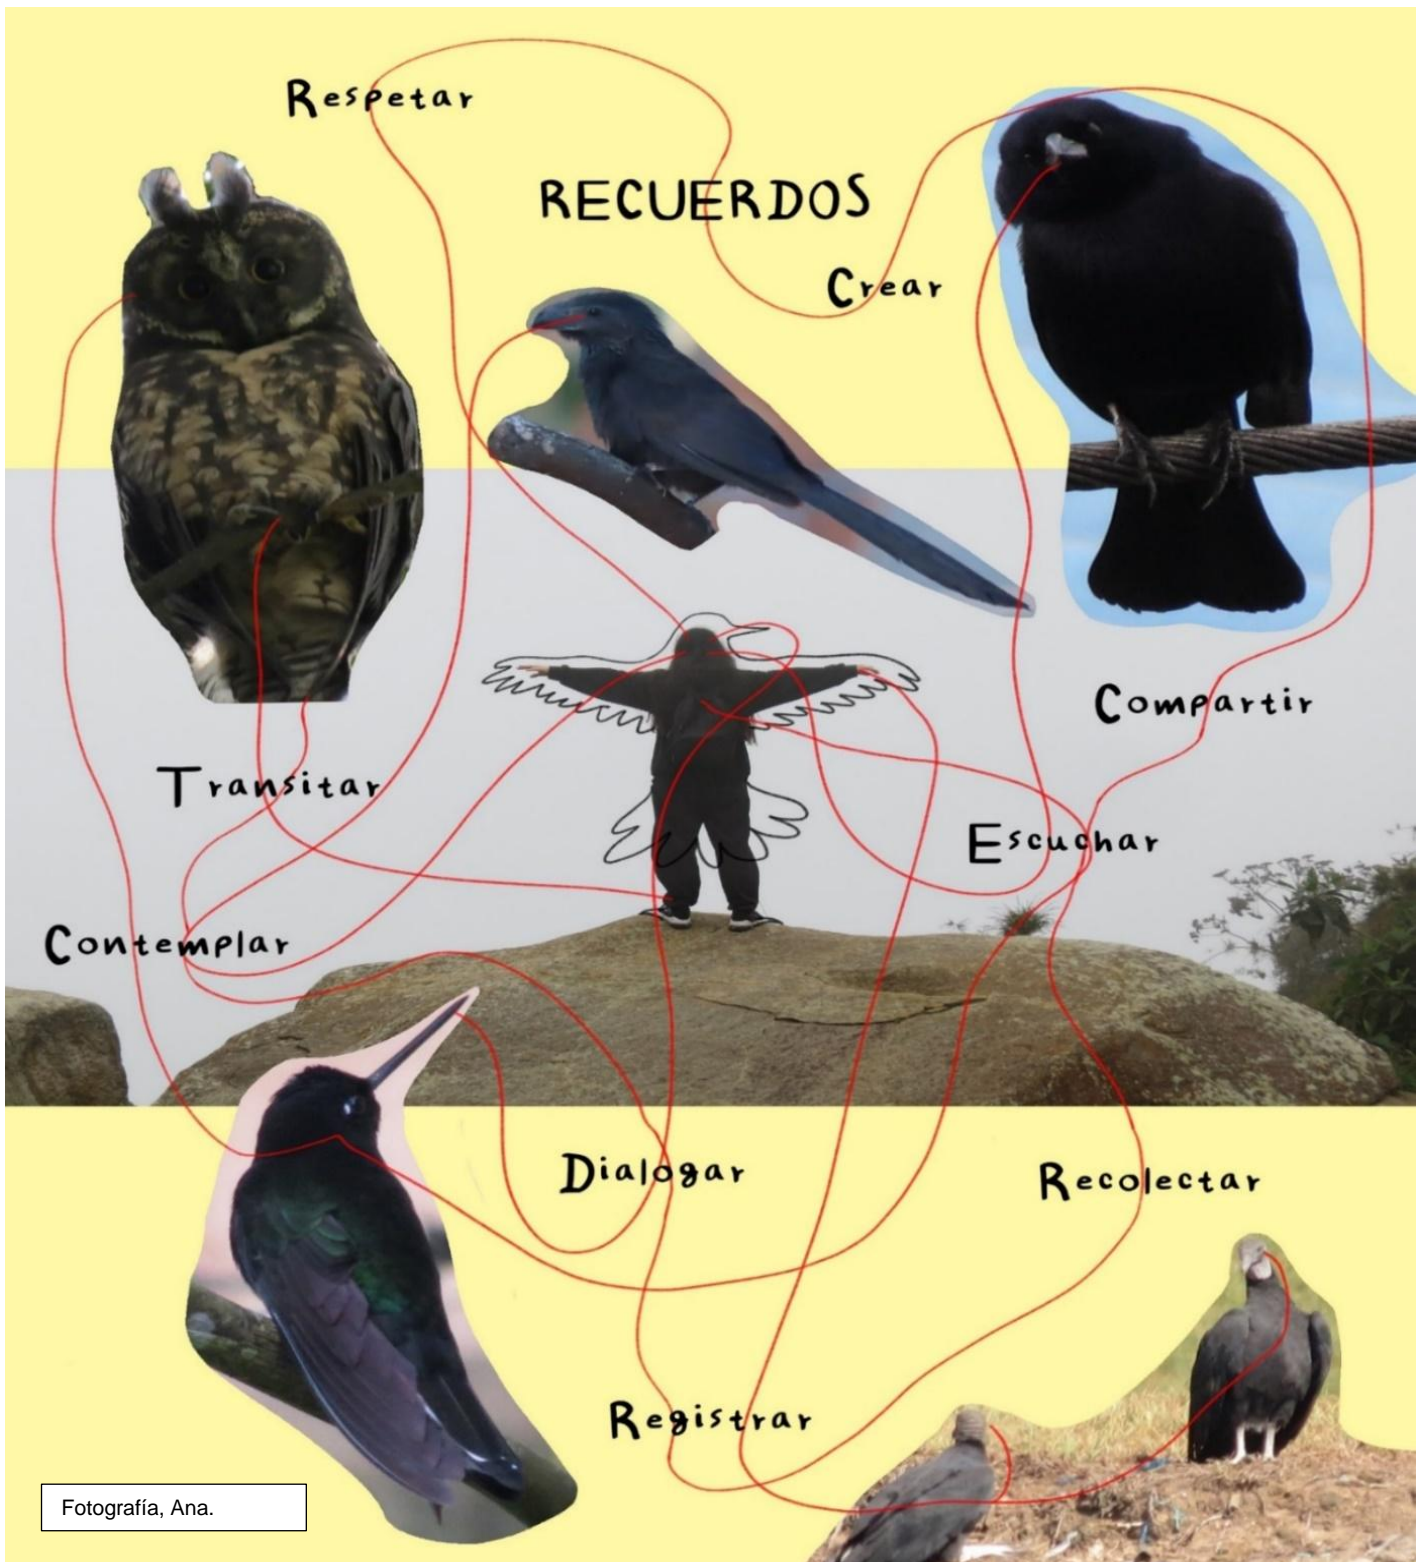 Respetar
RECUERDOS
Crear
Compartir
Transitar
Escuchar
Contemplar
Dialogar
Recolectar
Registrar
Fotografía, Ana.